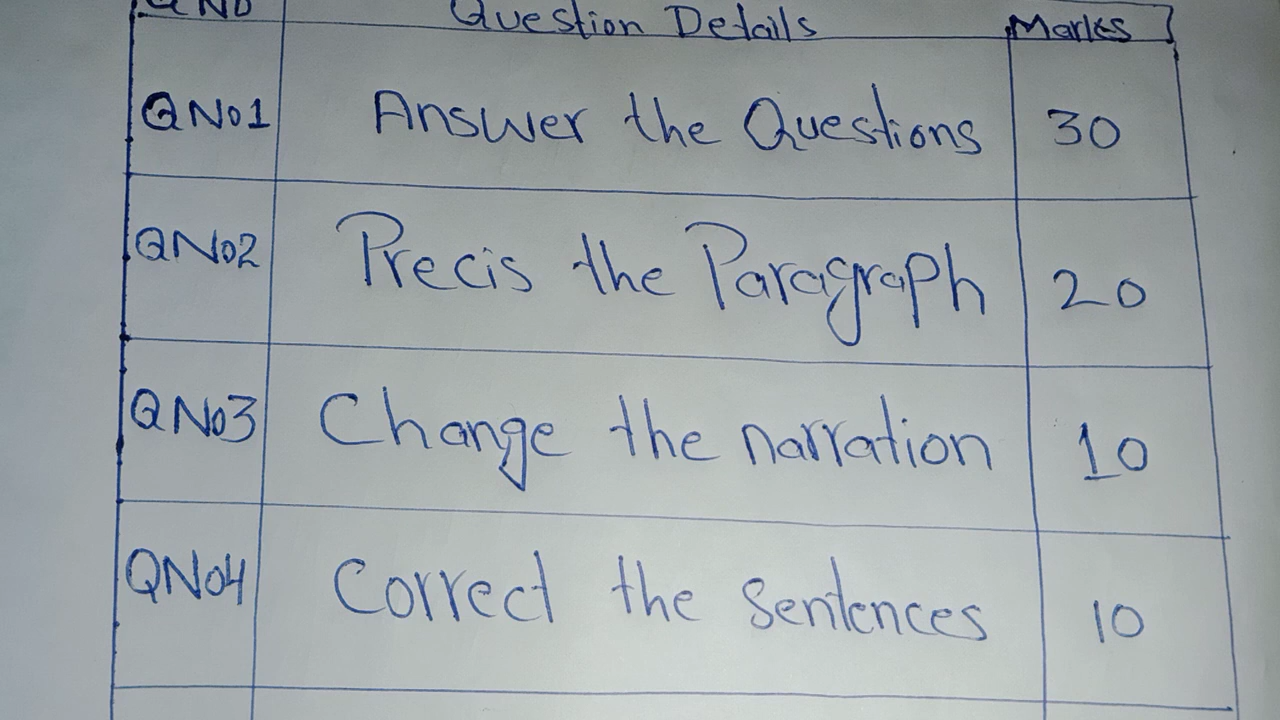 QNo Question Details Marks
QNo1 Answer the Questions 30
QNo2 Precis the Paragraph 20
QNo3 Change the narration 10
QNo4 Correct the Sentences 10